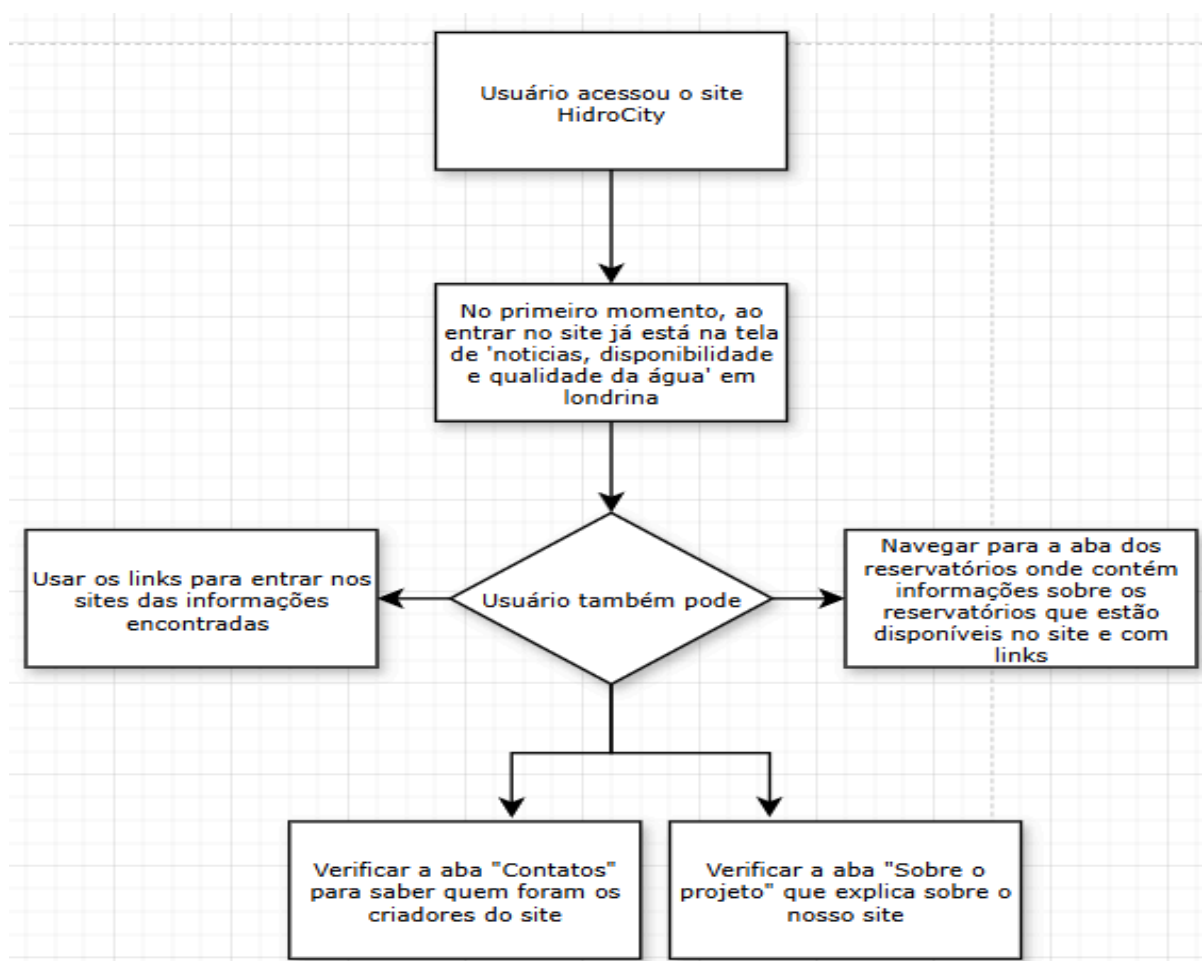 Usuário acessou o site
HidroCity
No primeiro momento, ao
entrar no site já está na tela
de 'noticias, disponibilidade
e qualidade da água' em
londrina
Usar os links para entrar nos
sites das informações
encontradas
Usuário também pode
Navegar para a aba dos
reservatórios onde contém
informações sobre os
reservatórios que estão
disponíveis no site e com
links
Verificar a aba "Contatos"
para saber quem foram os
criadores do site
Verificar a aba "Sobre o
projeto" que explica sobre o
nosso site